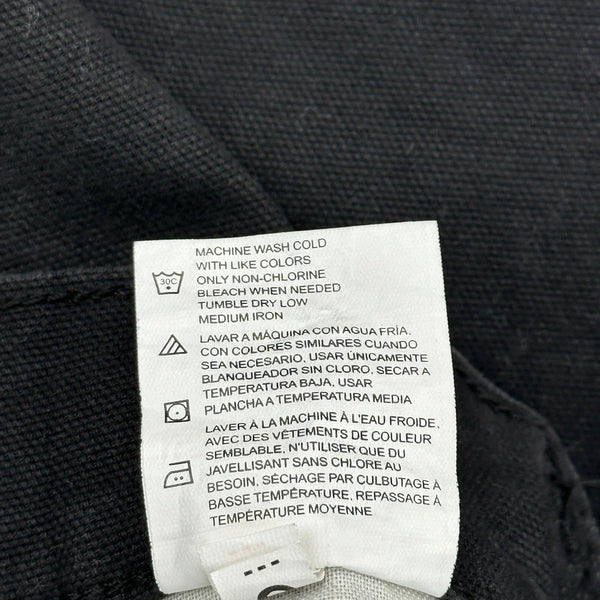 MACHINE WASH COLD
WITH LIKE COLORS
ONLY NON-CHLORINE
BLEACH WHEN NEEDED
TUMBLE DRY LOW
MEDIUM IRON
30C
LAVAR A MÁQUINA CON AGUA FRÍA,
CON COLORES SIMILARES CUANDO
SEA NECESARIO, USAR ÚNICAMENTE
BLANQUEADOR SIN CLORO, SECAR A
TEMPERATURA BAJA, USAR
PLANCHA A TEMPERATURA MEDIA
LAVER À LA MACHINE À L'EAU FROIDE,
AVEC DES VÊTEMENTS DE COULEUR
SEMBLABLE, N'UTILISER QUE DU
JAVELLISANT SANS CHLORE AU
BESOIN, SÉCHAGE PAR CULBUTAGE À
BASSE TEMPÉRATURE, REPASSAGE À
TEMPÉRATURE MOYENNE